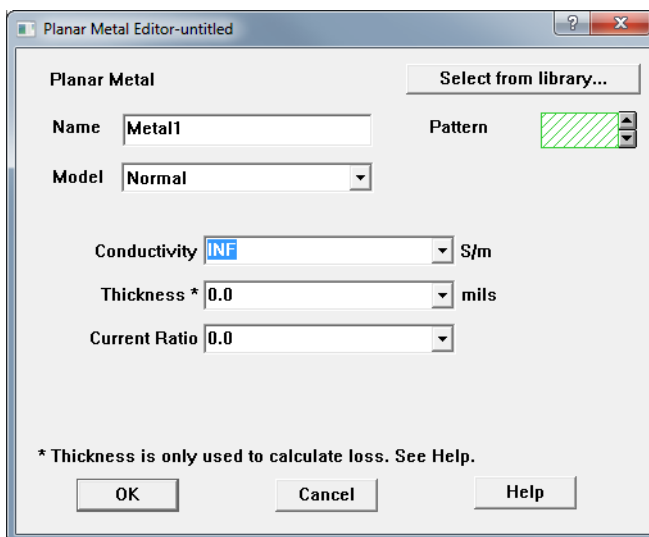 Planar Metal Editor-untitled
Planar Metal
Select from library...
Name Metal1
Pattern
Model Normal
Conductivity INF S/m
Thickness * 0.0 mils
Current Ratio 0.0
* Thickness is only used to calculate loss. See Help.
OK Cancel Help